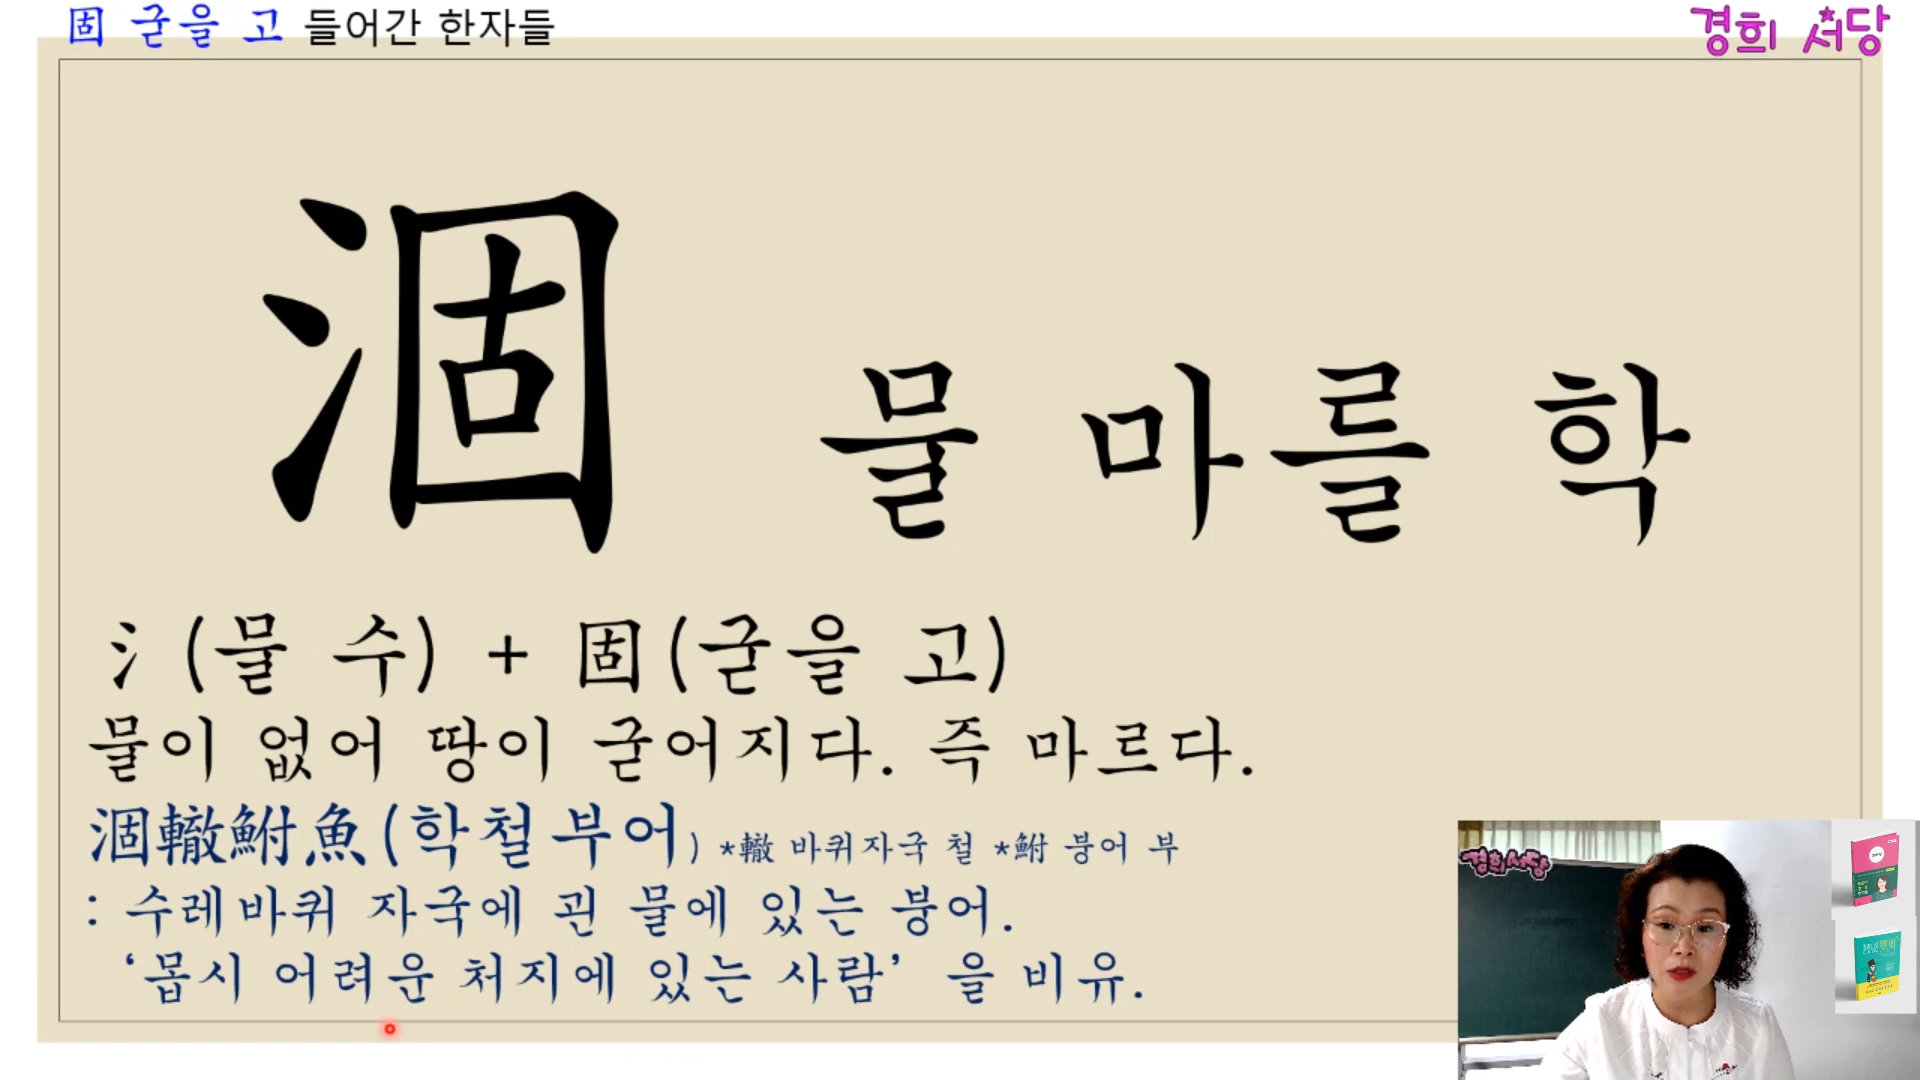 固 굳을 고 들어간 한자들
경희 서당
涸 물 마를 학
氵(물 수) + 固(굳을 고)
물이 없어 땅이 굳어지다. 즉 마르다.
涸轍鮒魚(학철부어) *轍 바퀴자국 철 *鮒 붕어 부
: 수레바퀴 자국에 괸 물에 있는 붕어.
‘몹시 어려운 처지에 있는 사람’ 을 비유.
경희서당